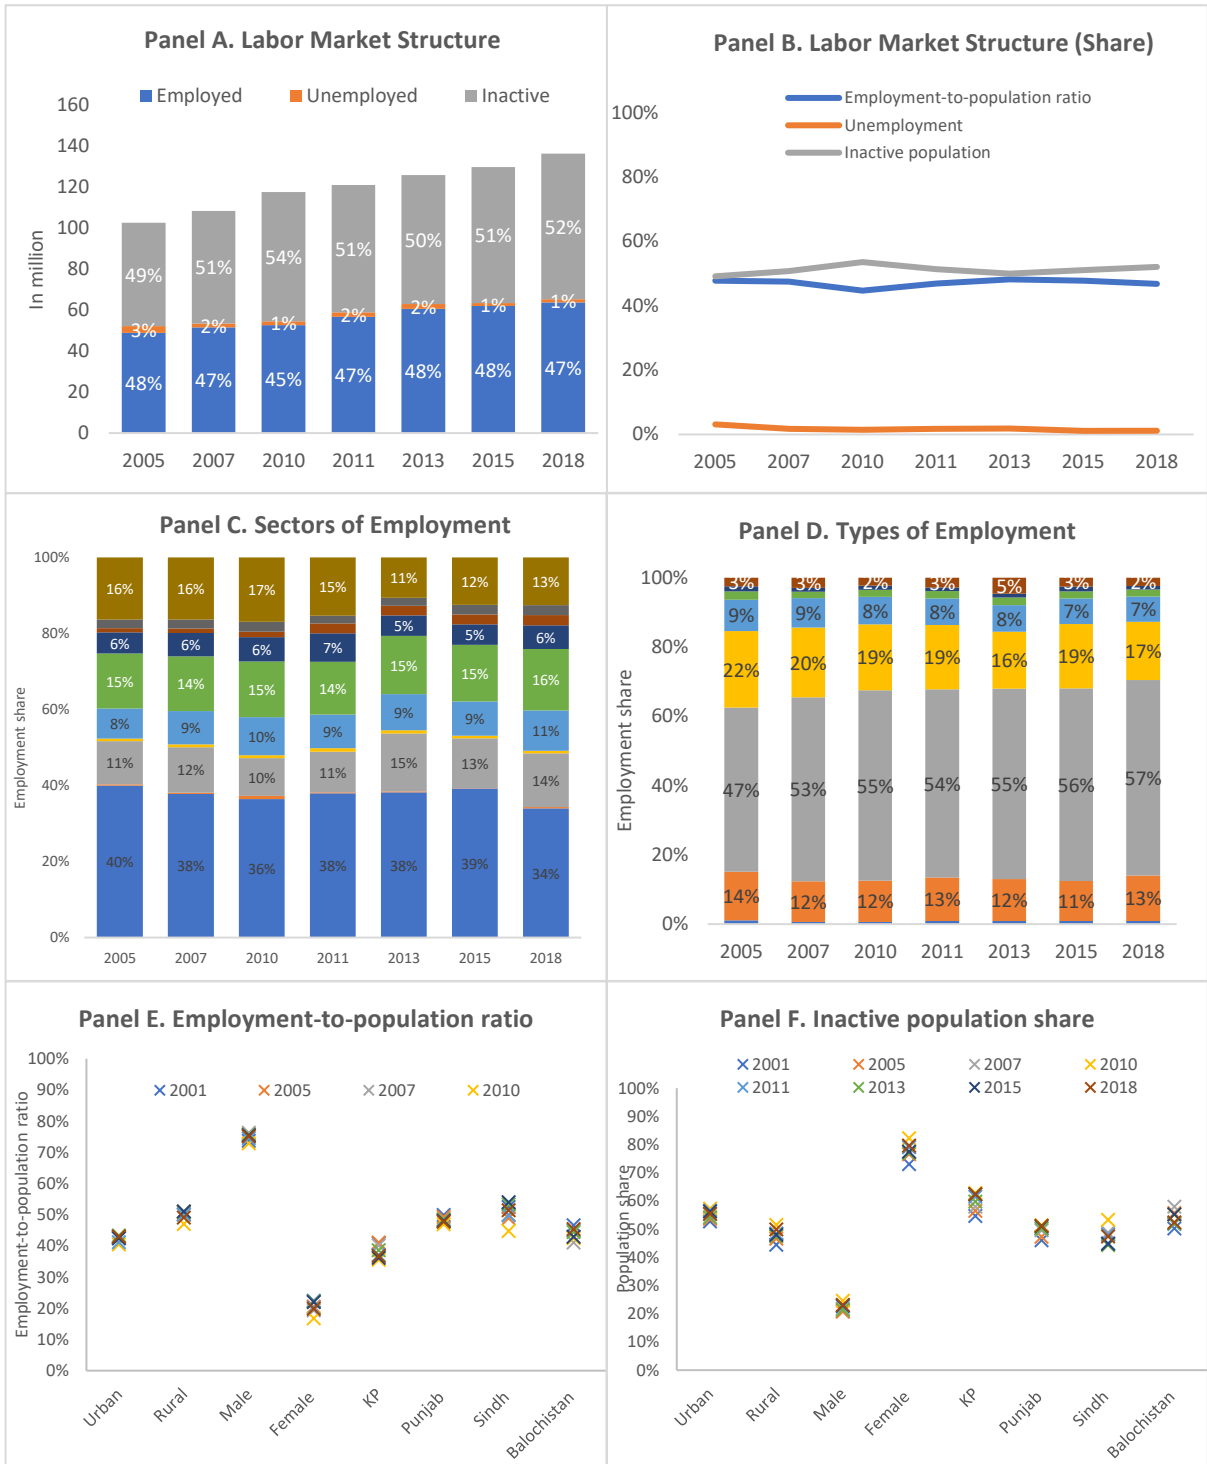 Panel A. Labor Market Structure
Employed Unemployed Inactive
160
140
120
100
80
60
40
20
0
In million
49% 51% 54% 51% 50% 51% 52%
3% 2% 1% 2% 2% 1% 1%
48% 47% 45% 47% 48% 48% 47%
2005 2007 2010 2011 2013 2015 2018
Panel B. Labor Market Structure (Share)
Employment-to-population ratio
Unemployment
Inactive population
100%
80%
60%
40%
20%
0%
2005 2007 2010 2011 2013 2015 2018
Panel C. Sectors of Employment
100%
80%
60%
40%
20%
0%
Employment share
16% 16% 17% 15% 11% 12% 13%
6% 6% 6% 7% 5% 5% 6%
15% 14% 15% 14% 15% 15% 16%
8% 9% 10% 9% 9% 9% 11%
11% 12% 10% 11% 15% 13% 14%
40% 38% 36% 38% 38% 39% 34%
2005 2007 2010 2011 2013 2015 2018
Panel D. Types of Employment
100%
80%
60%
40%
20%
0%
Employment share
3% 3% 2% 3% 5% 3% 2%
9% 9% 8% 8% 8% 7% 7%
22% 20% 19% 19% 16% 19% 17%
47% 53% 55% 54% 55% 56% 57%
14% 12% 12% 13% 12% 11% 13%
2005 2007 2010 2011 2013 2015 2018
Panel E. Employment-to-population ratio
100%
90%
80%
70%
60%
50%
40%
30%
20%
10%
0%
Employment-to-population ratio
2001 2005 2007 2010
Urban Rural Male Female KP Punjab Sindh Balochistan
Panel F. Inactive population share
2001 2005 2007 2010
2011 2013 2015 2018
100%
90%
80%
70%
60%
50%
40%
30%
20%
10%
0%
Population share
Urban Rural Male Female KP Punjab Sindh Balochistan